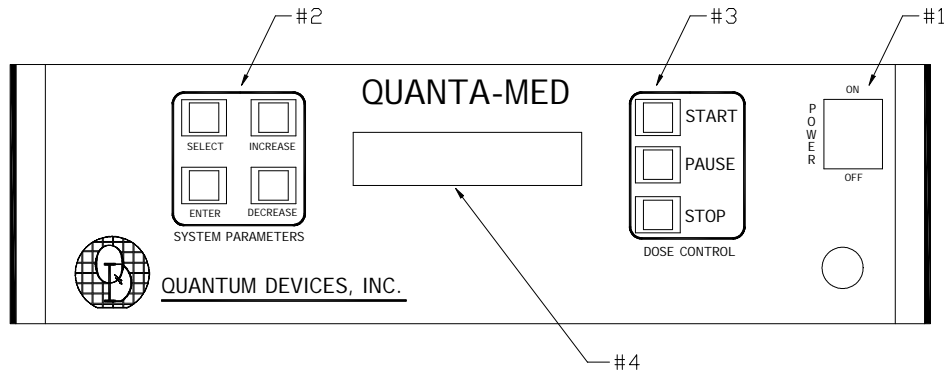 #2
#3
#1
QUANTA-MED
SELECT
INCREASE
ENTER
DECREASE
SYSTEM PARAMETERS
START
PAUSE
STOP
DOSE CONTROL
ON
POWER
OFF
QUANTUM DEVICES, INC.
#4